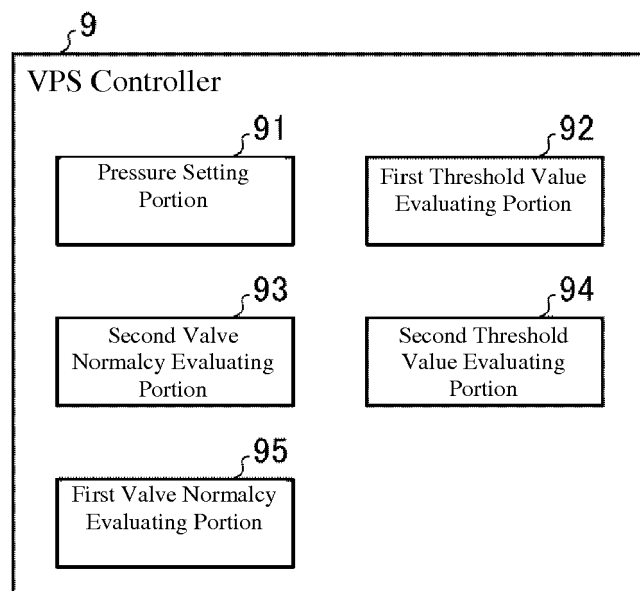 9
VPS Controller
91
Pressure Setting
Portion
92
First Threshold Value
Evaluating Portion
93
Second Valve
Normalcy Evaluating
Portion
94
Second Threshold
Value Evaluating
Portion
95
First Valve Normalcy
Evaluating Portion